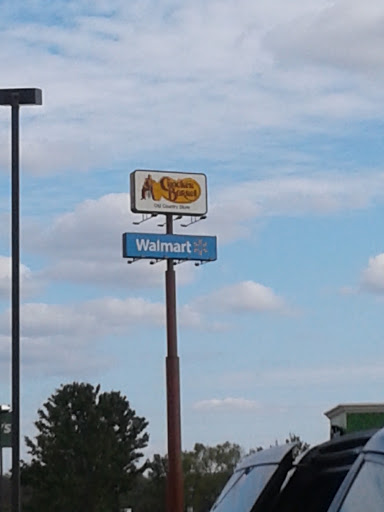 Cracker
Barrel
Old Country Store
Walmart